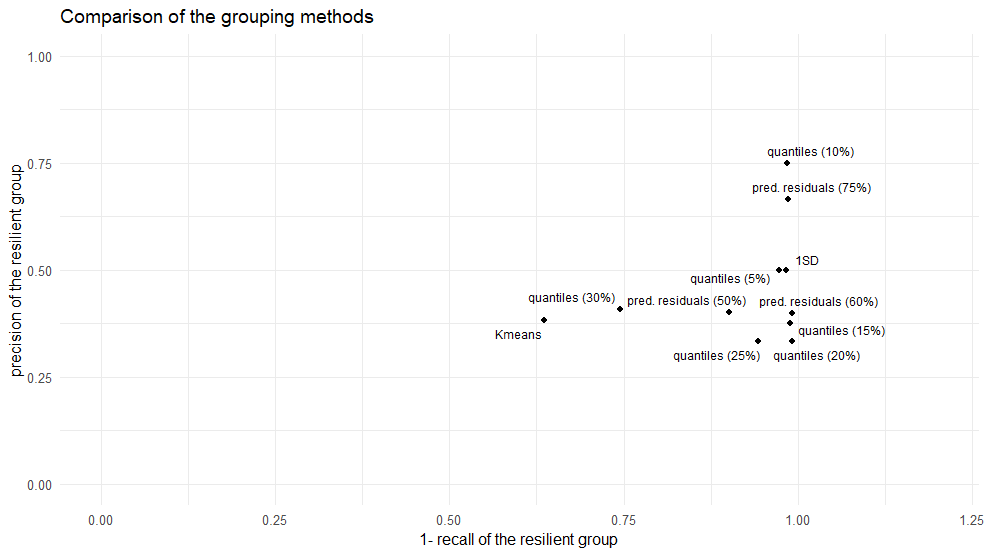 Comparison of the grouping methods
precision of the resilient group
1.00
0.75
0.50
0.25
0.00
quantiles (10%)
pred. residuals (75%)
1SD
quantiles (5%)
quantiles (30%)
pred. residuals (50%)
pred. residuals (60%)
Kmeans
quantiles (15%)
quantiles (25%)
quantiles (20%)
0.00
0.25
0.50
0.75
1.00
1.25
1- recall of the resilient group